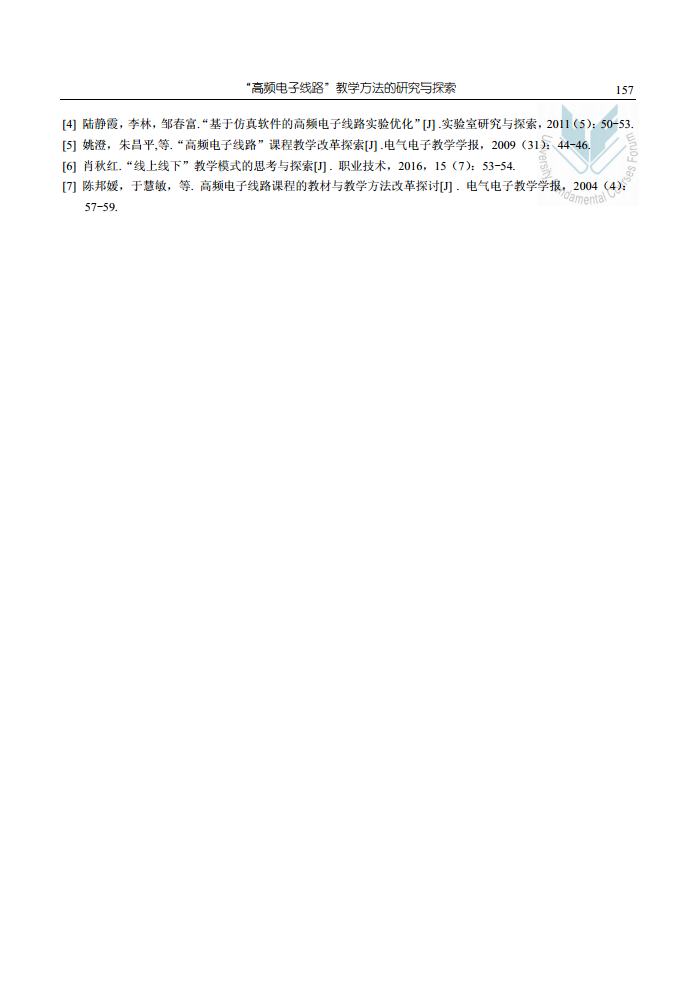 “高频电子线路”教学方法的研究与探索 157
[4] 陆静霞，李林，邹春富.“基于仿真软件的高频电子线路实验优化”[J] .实验室研究与探索，2011（5）：50-53.
[5] 姚澄，朱昌平,等.“高频电子线路”课程教学改革探索[J] .电气电子教学学报，2009（31）：44-46.
[6] 肖秋红.“线上线下”教学模式的思考与探索[J] . 职业技术，2016，15（7）：53-54.
[7] 陈邦媛，于慧敏，等. 高频电子线路课程的教材与教学方法改革探讨[J] . 电气电子教学学报，2004（4）：
57-59.